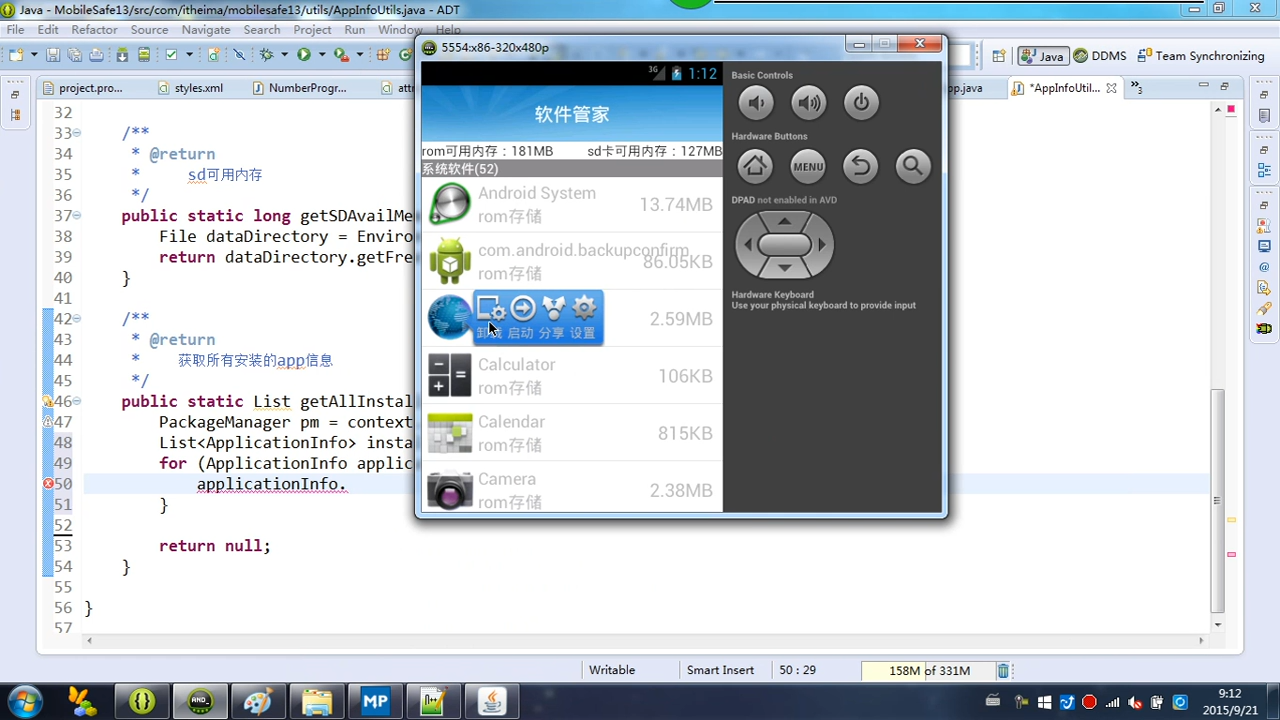 Java - MobileSafe13/src/com/itheima/mobilesafe13/utils/AppInfoUtils.java - ADT
File Edit Refactor Source Navigate Search Project Run Window Help
Java DDMS Team Synchronizing
project.pro... styles.xml NumberProgr... *AppInfoUtil... 3
32
33 /**
34 * @return
35 * sd可用内存
36 */
37 public static long getSDAvailMe
38 File dataDirectory = Enviro
39 return dataDirectory.getFre
40 }
41
42 /**
43 * @return
44 * 获取所有安装的app信息
45 */
46 public static List getAllInstal
47 PackageManager pm = context
48 List<ApplicationInfo> insta
49 for (ApplicationInfo applic
50 applicationInfo.
51 }
52
53 return null;
54 }
55
56 }
57
5554:x86-320x480p
3G 1:12
软件管家
rom可用内存：181MB sd卡可用内存：127MB
系统软件(52)
Android System
rom存储
13.74MB
com.android.backupconfirm
rom存储
86.05KB
启动 分享 设置
2.59MB
Calculator
rom存储
106KB
Calendar
rom存储
815KB
Camera
rom存储
2.38MB
Basic Controls
Hardware Buttons
MENU
DPAD not enabled in AVD
Hardware Keyboard
Use your physical keyboard to provide input
Writable Smart Insert 50 : 29 158M of 331M
AND_ MP
9:12
2015/9/21